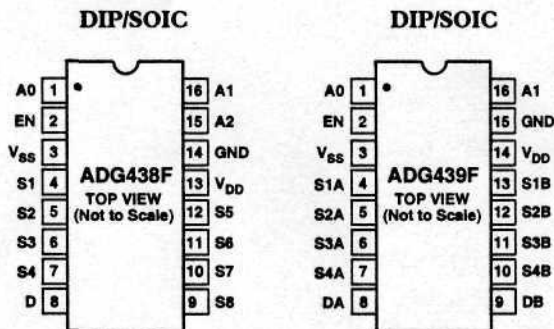 DIP/SOIC
A0 1 16 A1
EN 2 15 A2
VSS 3 14 GND
S1 4 13 VDD
S2 5 12 S5
S3 6 11 S6
S4 7 10 S7
D 8 9 S8
ADG438F
TOP VIEW
(Not to Scale)
DIP/SOIC
A0 1 16 A1
EN 2 15 GND
VSS 3 14 VDD
S1A 4 13 S1B
S2A 5 12 S2B
S3A 6 11 S3B
S4A 7 10 S4B
DA 8 9 DB
ADG439F
TOP VIEW
(Not to Scale)